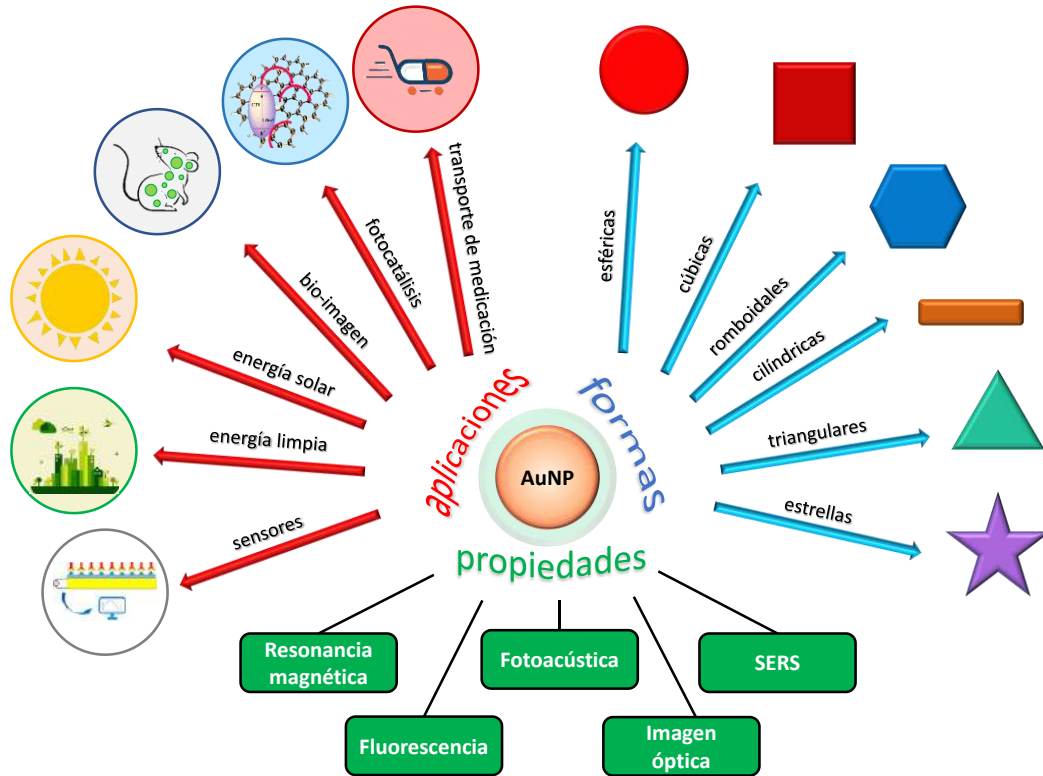 transporte de medicación
fotocatálisis
bio-imagen
energía solar
energía limpia
sensores
esféricas
cúbicas
romboidales
cilíndricas
triangulares
estrellas
aplicaciones
formas
AuNP
propiedades
Resonancia
magnética
Fotoacústica
SERS
Fluorescencia
Imagen
óptica